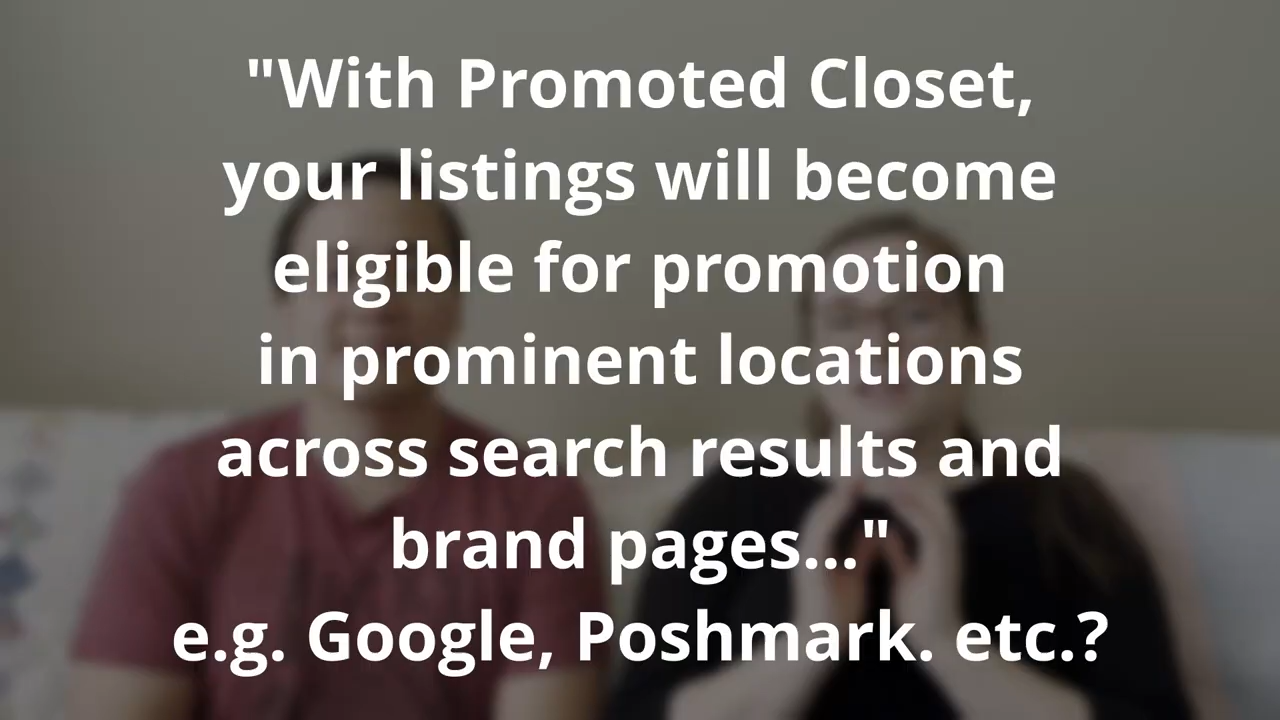 "With Promoted Closet,
your listings will become
eligible for promotion
in prominent locations
across search results and
brand pages..."
e.g. Google, Poshmark. etc.?